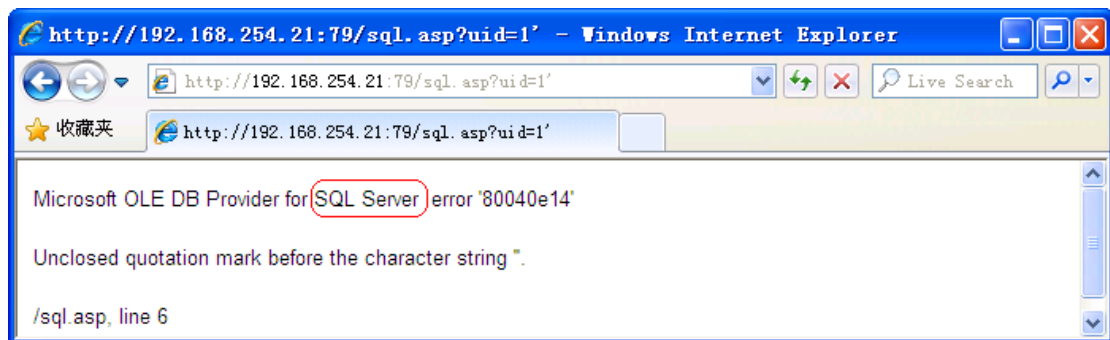 http://192.168.254.21:79/sql.asp?uid=1' - Windows Internet Explorer
http://192.168.254.21:79/sql.asp?uid=1'
Live Search
收藏夹
http://192.168.254.21:79/sql.asp?uid=1'
Microsoft OLE DB Provider for SQL Server error '80040e14'
Unclosed quotation mark before the character string ''.
/sql.asp, line 6